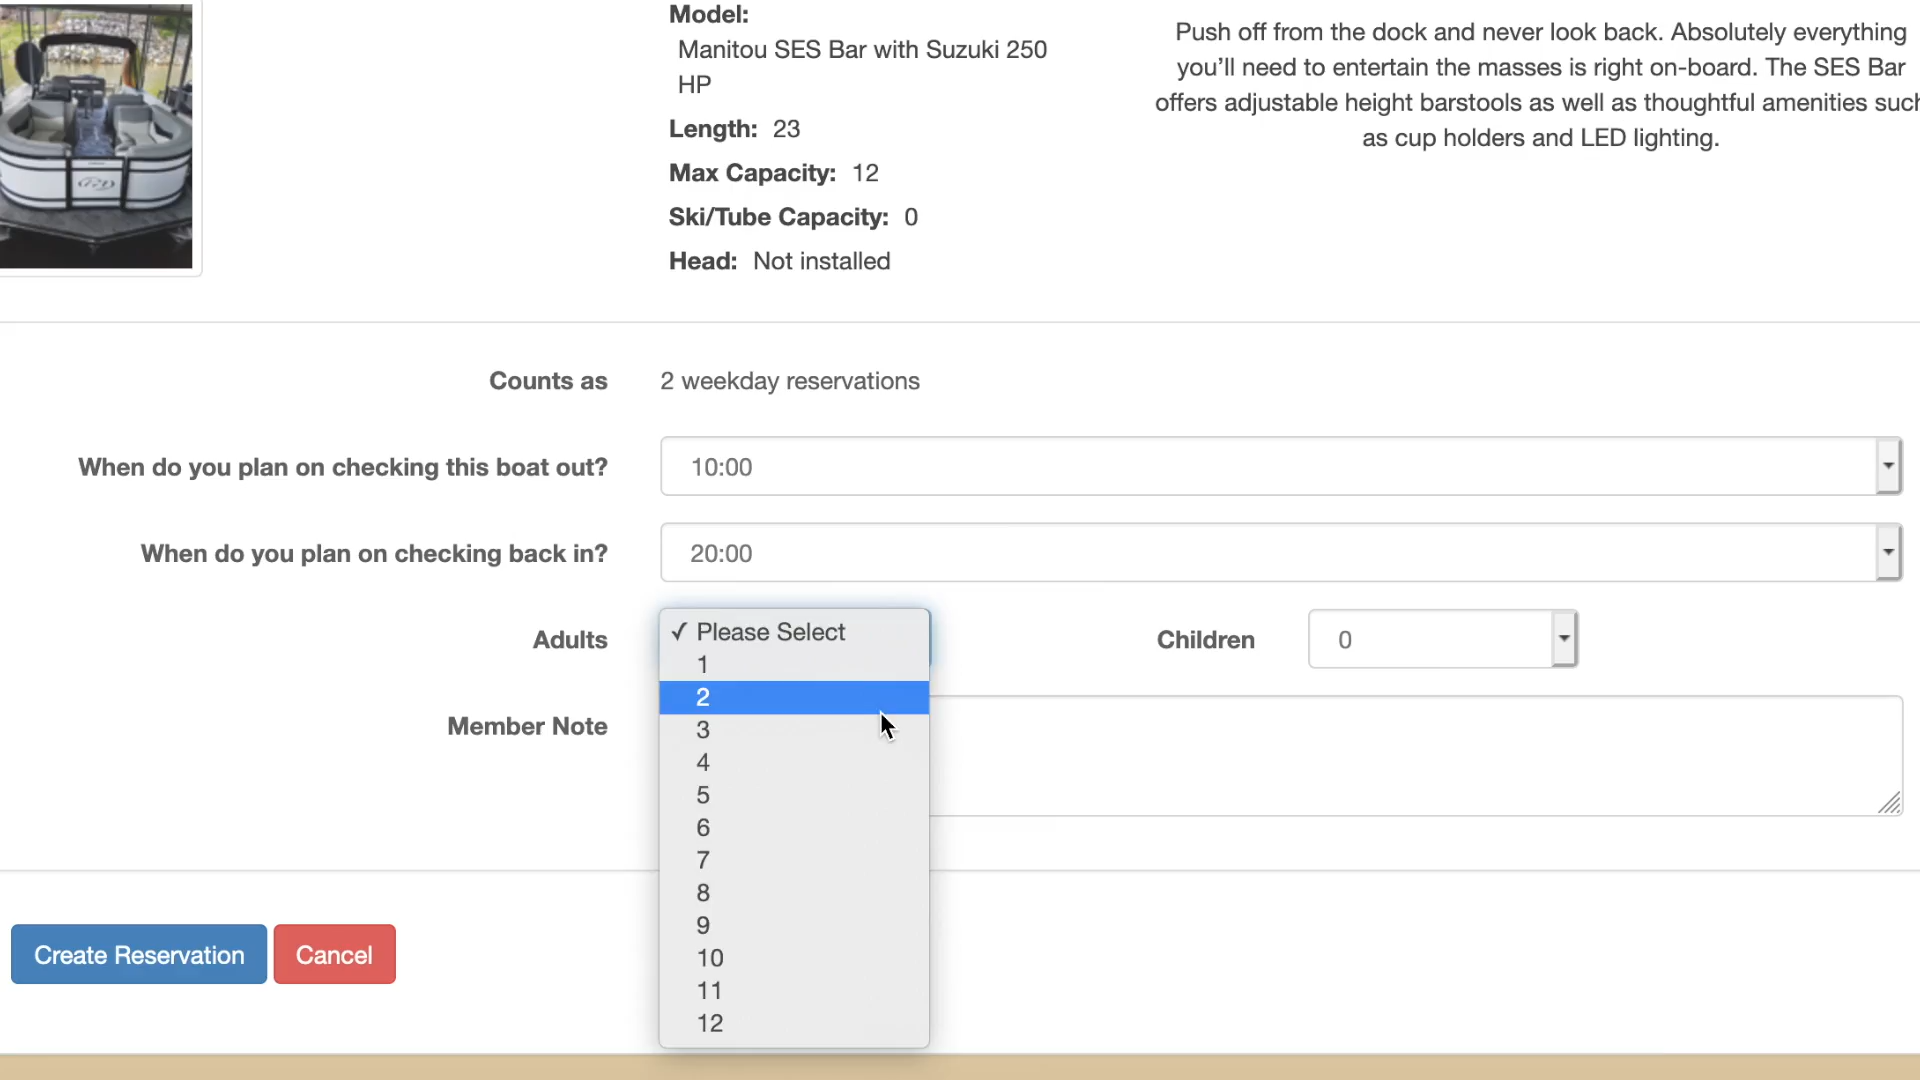 Model:
Manitou SES Bar with Suzuki 250
HP
Length: 23
Max Capacity: 12
Ski/Tube Capacity: 0
Head: Not installed
Push off from the dock and never look back. Absolutely everything
you’ll need to entertain the masses is right on-board. The SES Bar
offers adjustable height barstools as well as thoughtful amenities such
as cup holders and LED lighting.
Counts as 2 weekday reservations
When do you plan on checking this boat out? 10:00
When do you plan on checking back in? 20:00
Adults
✓ Please Select
1
2
3
4
5
6
7
8
9
10
11
12
Children 0
Member Note
Create Reservation
Cancel